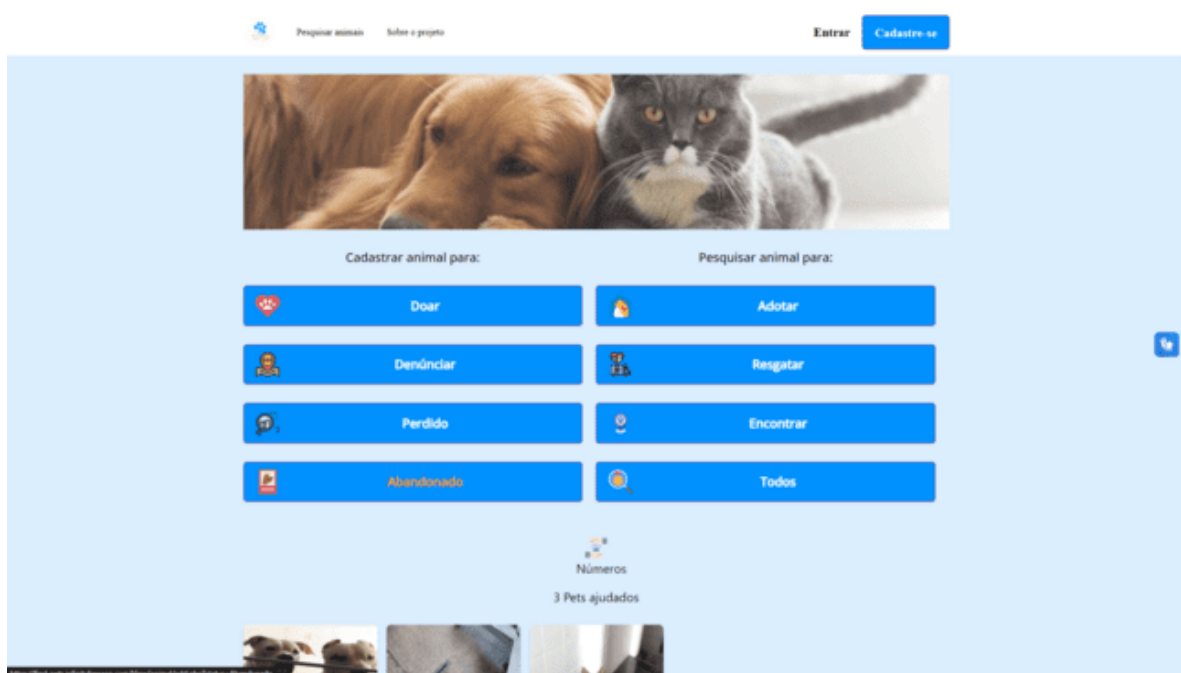 Pesquisar animais
Sobre o projeto
Entrar
Cadastre-se
Cadastrar animal para:
Pesquisar animal para:
Doar
Adotar
Denúnciar
Resgatar
Perdido
Encontrar
Abandonado
Todos
Números
3 Pets ajudados